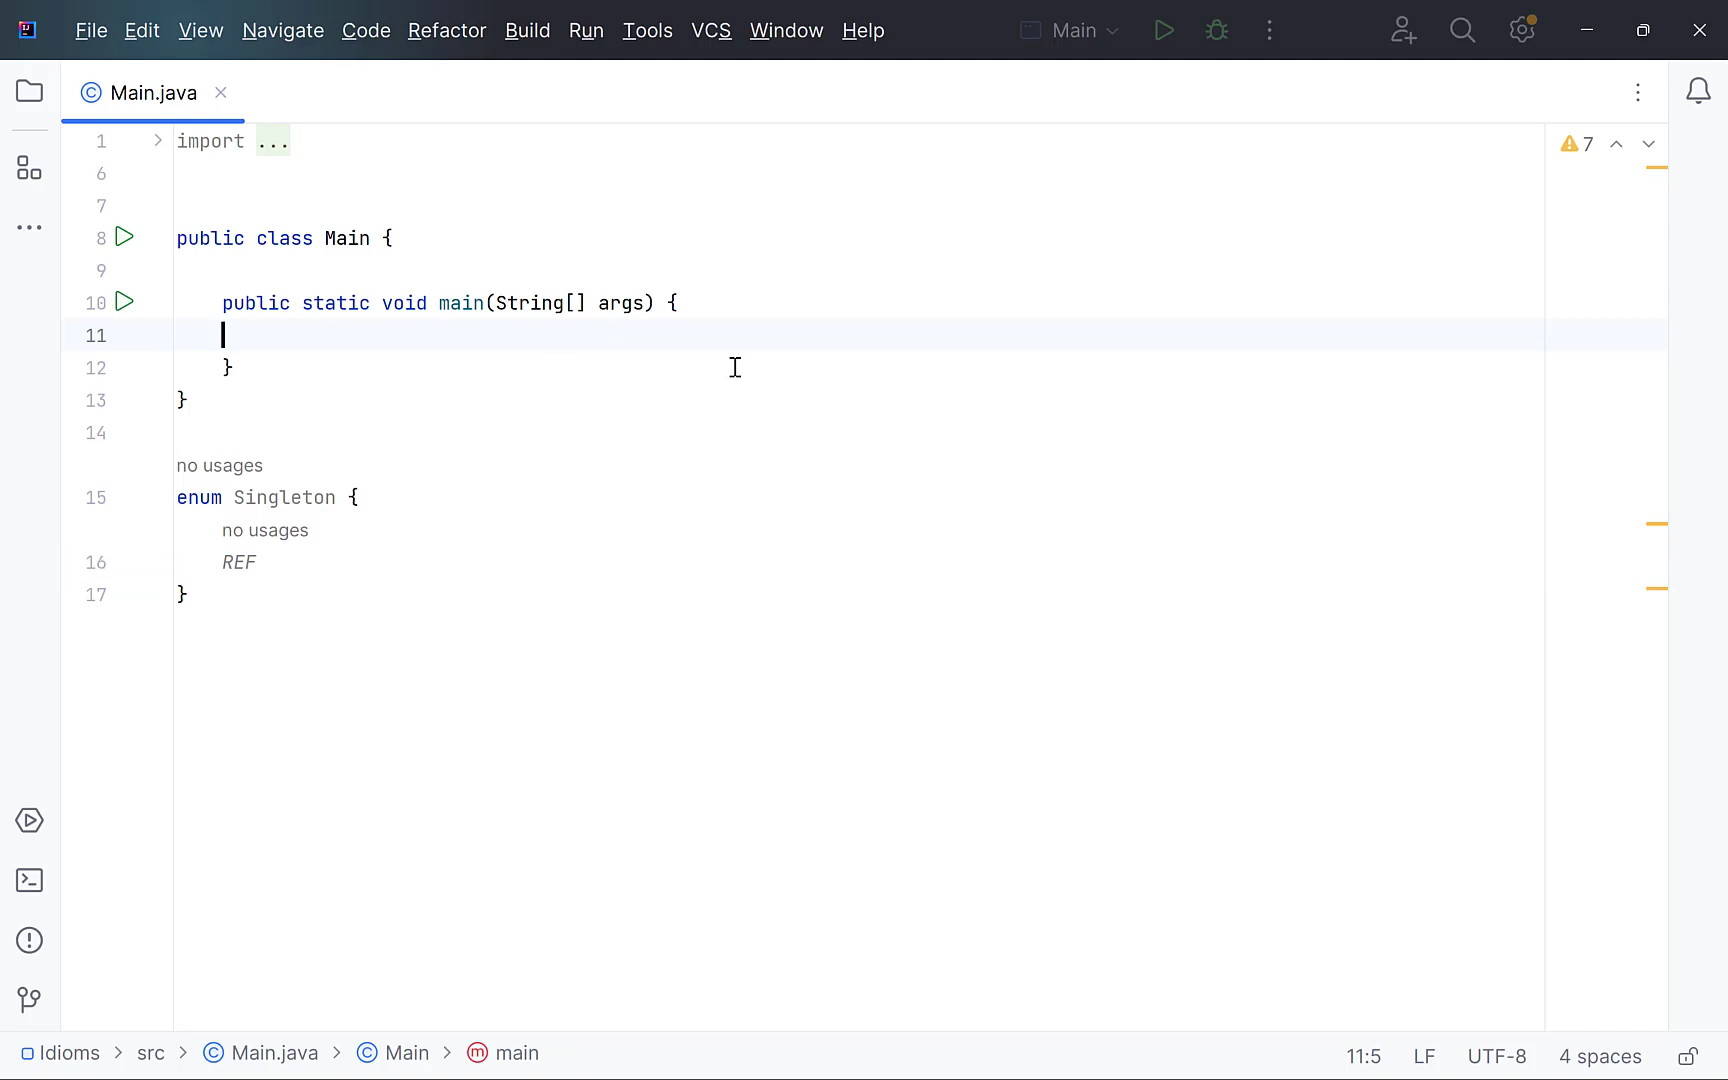 File Edit View Navigate Code Refactor Build Run Tools VCS Window Help Main
Main.java
1 import ...
7
6
7
8 public class Main {
9
10 public static void main(String[] args) {
11
12 }
13 }
14
no usages
15 enum Singleton {
no usages
16 REF
17 }
Idioms > src > Main.java > Main > main 11:5 LF UTF-8 4 spaces